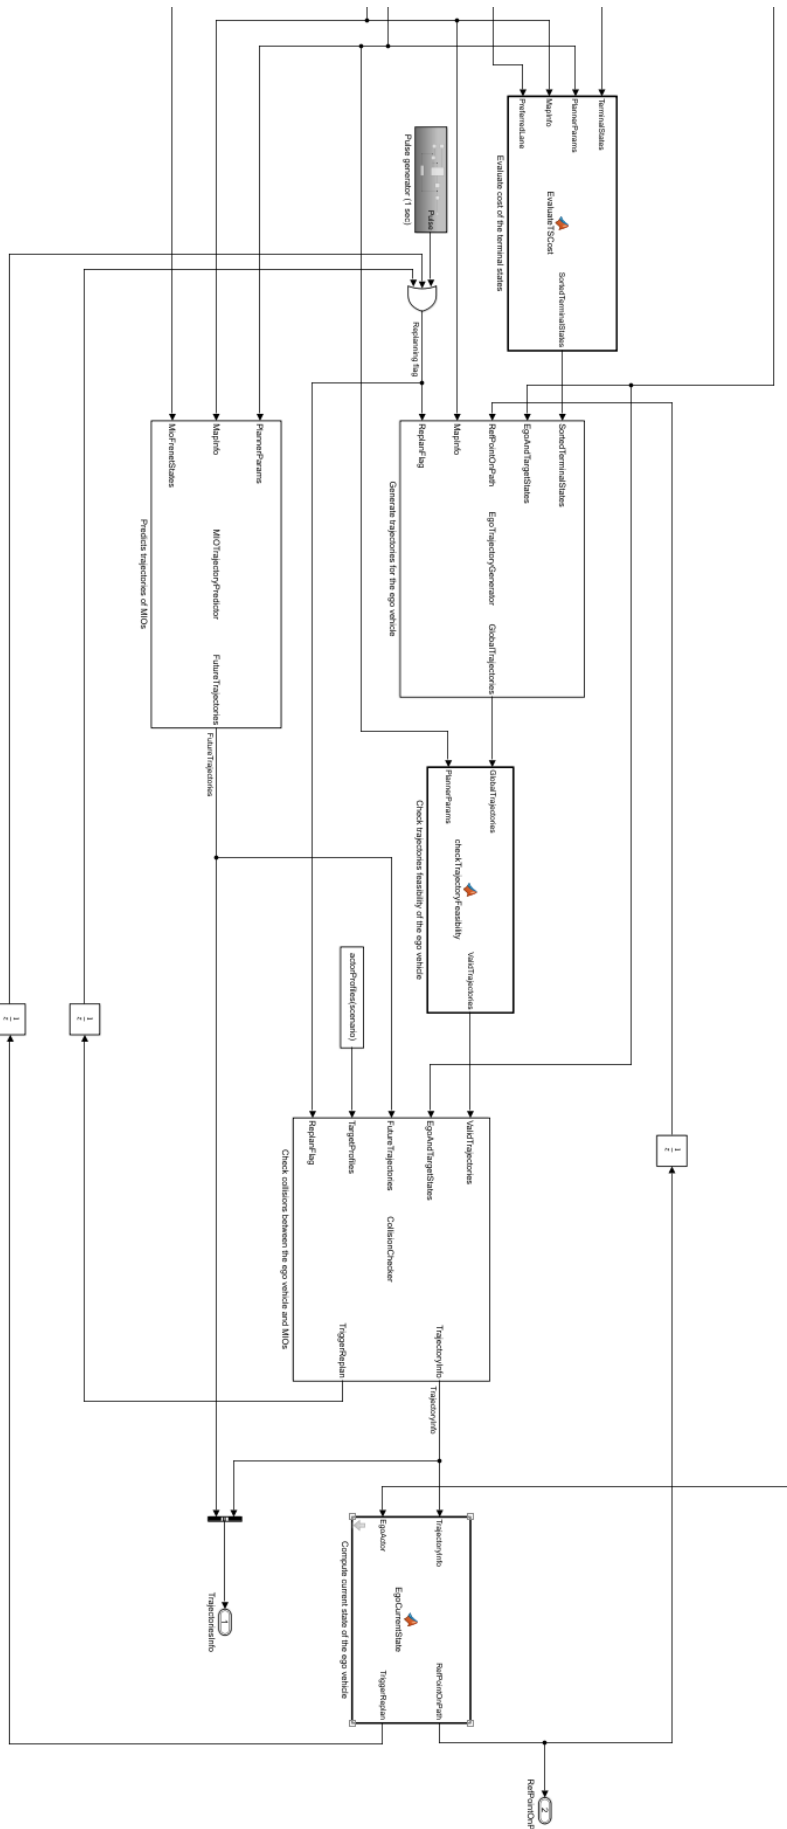 TerminalStates
PlannerParams
MapInfo
PreferredLane
EvaluateTSCost
SortedTerminalStates
Evaluate cost of the terminal states
Pulse
Pulse generator (1 sec)
Replanning flag
SortedTerminalStates
EgoAndTargetStates
RefPointOnPath
MapInfo
ReplanFlag
EgoTrajectoryGenerator
GlobalTrajectories
Generate trajectories for the ego vehicle
PlannerParams
MapInfo
MioFrenetStates
MIOTrajectoryPredictor
FutureTrajectories
Predicts trajectories of MIOs
FutureTrajectories
GlobalTrajectories
PlannerParams
checkTrajectoryFeasibility
ValidTrajectories
Check trajectories feasibility of the ego vehicle
actorProfiles(scenario)
1
z
1
z
1
z
ValidTrajectories
EgoAndTargetStates
FutureTrajectories
TargetProfiles
ReplanFlag
CollisionChecker
TrajectoryInfo
TriggerReplan
Check collisions between the ego vehicle and MIOs
TrajectoryInfo
TrajectoryInfo
EgoActor
EgoCurrentState
RefPointOnPath
TriggerReplan
Compute current state of the ego vehicle
1
TrajectoriesInfo
2
RefPointOnP